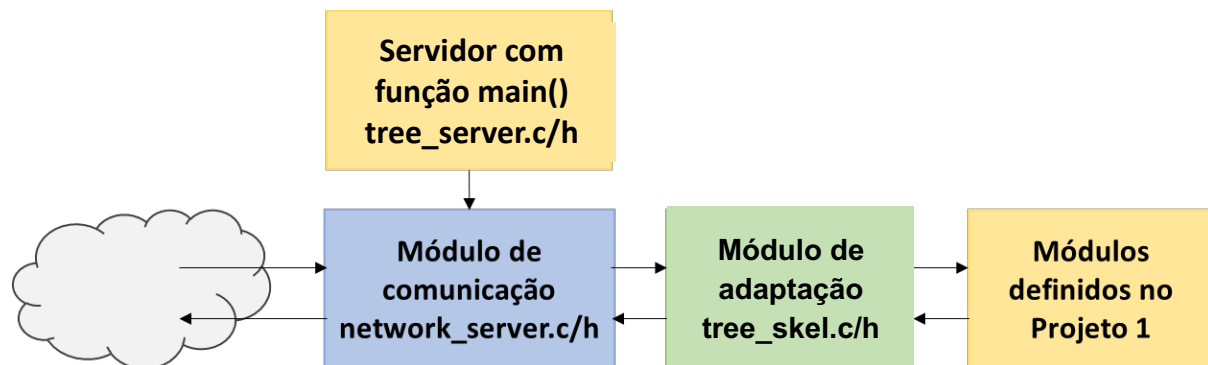 Servidor com
função main()
tree_server.c/h
Módulo de
comunicação
network_server.c/h
Módulo de
adaptação
tree_skel.c/h
Módulos
definidos no
Projeto 1